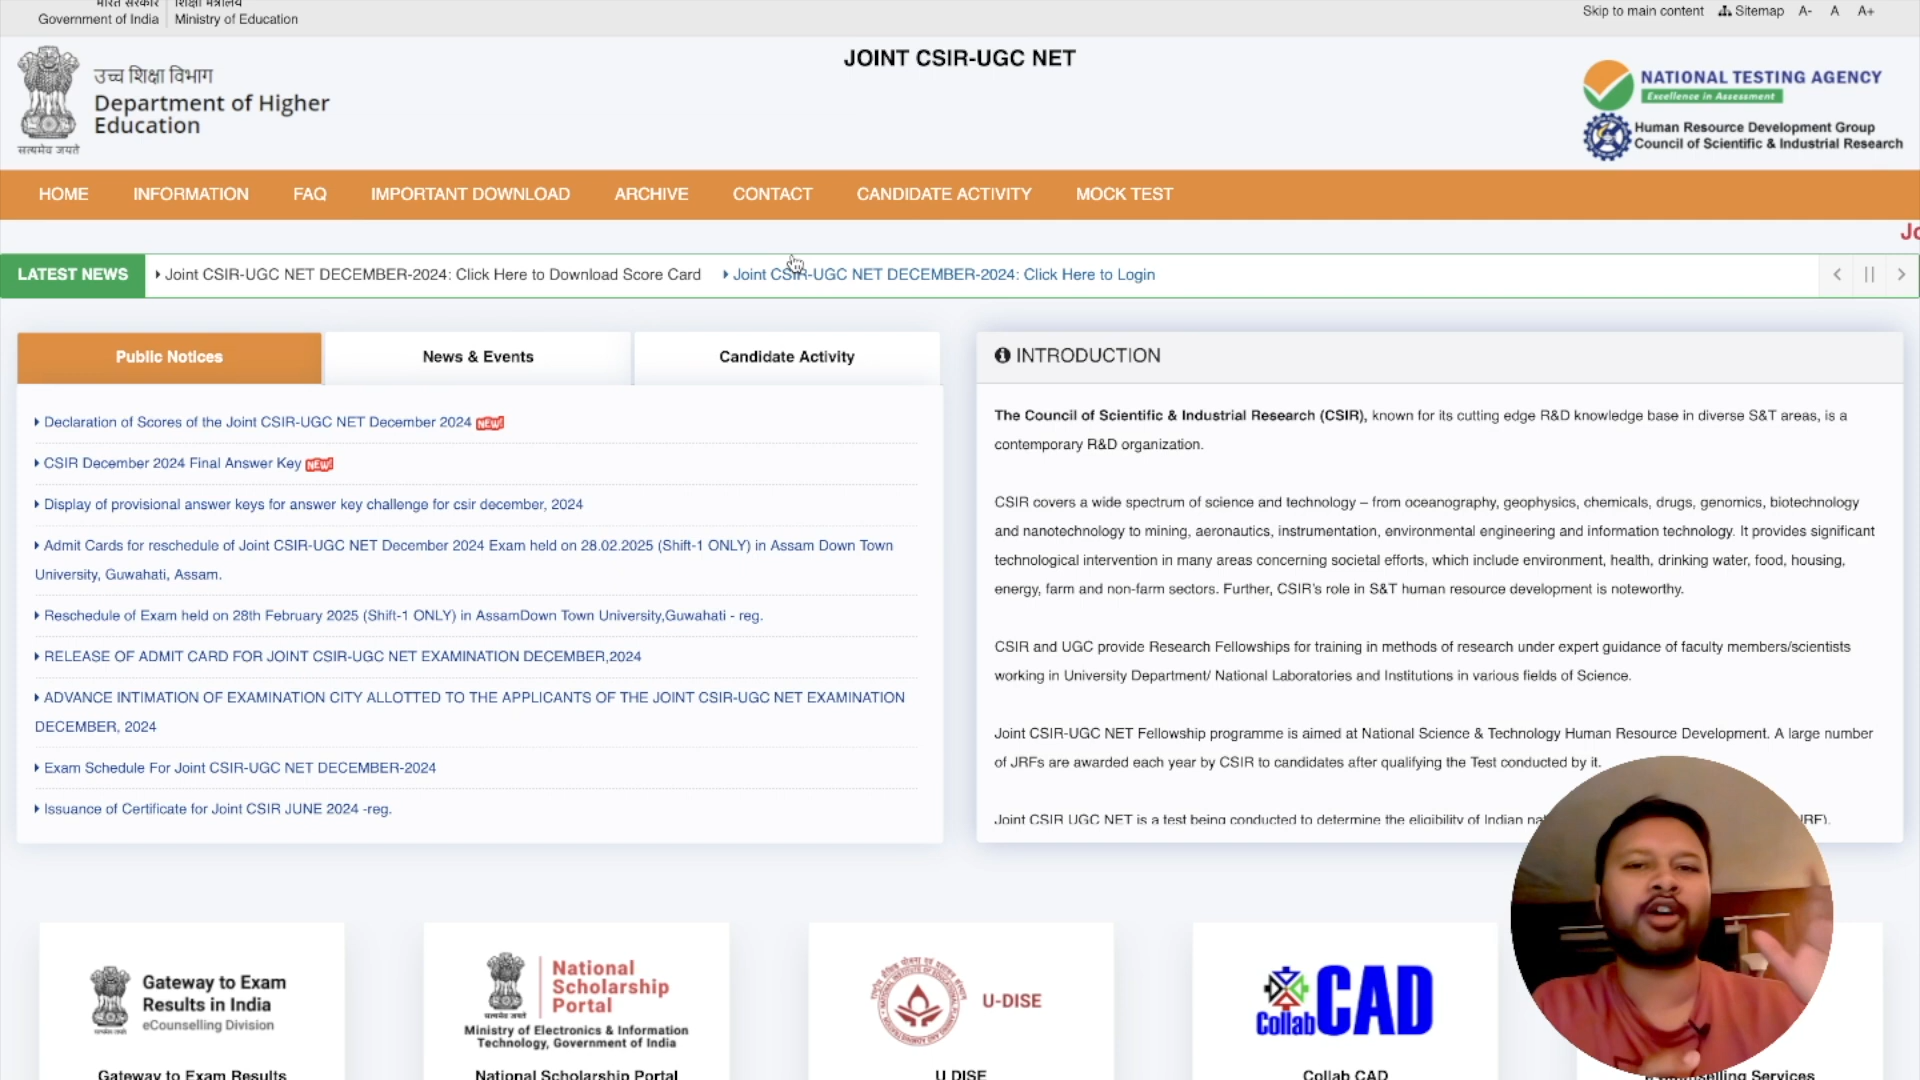 भारत सरकार
शिक्षा मंत्रालय
Government of India
Ministry of Education
Skip to main content
Sitemap
A-
A
A+
JOINT CSIR-UGC NET
उच्च शिक्षा विभाग
Department of Higher
Education
सत्यमेव जयते
NATIONAL TESTING AGENCY
Excellence in Assessment
Human Resource Development Group
Council of Scientific & Industrial Research
HOME
INFORMATION
FAQ
IMPORTANT DOWNLOAD
ARCHIVE
CONTACT
CANDIDATE ACTIVITY
MOCK TEST
Jo
LATEST NEWS
Joint CSIR-UGC NET DECEMBER-2024: Click Here to Download Score Card
Joint CSIR-UGC NET DECEMBER-2024: Click Here to Login
Public Notices
News & Events
Candidate Activity
Declaration of Scores of the Joint CSIR-UGC NET December 2024 NEW!
CSIR December 2024 Final Answer Key NEW!
Display of provisional answer keys for answer key challenge for csir december, 2024
Admit Cards for reschedule of Joint CSIR-UGC NET December 2024 Exam held on 28.02.2025 (Shift-1 ONLY) in Assam Down Town
University, Guwahati, Assam.
Reschedule of Exam held on 28th February 2025 (Shift-1 ONLY) in AssamDown Town University,Guwahati - reg.
RELEASE OF ADMIT CARD FOR JOINT CSIR-UGC NET EXAMINATION DECEMBER,2024
ADVANCE INTIMATION OF EXAMINATION CITY ALLOTTED TO THE APPLICANTS OF THE JOINT CSIR-UGC NET EXAMINATION
DECEMBER, 2024
Exam Schedule For Joint CSIR-UGC NET DECEMBER-2024
Issuance of Certificate for Joint CSIR JUNE 2024 -reg.
INTRODUCTION
The Council of Scientific & Industrial Research (CSIR), known for its cutting edge R&D knowledge base in diverse S&T areas, is a
contemporary R&D organization.
CSIR covers a wide spectrum of science and technology – from oceanography, geophysics, chemicals, drugs, genomics, biotechnology
and nanotechnology to mining, aeronautics, instrumentation, environmental engineering and information technology. It provides significant
technological intervention in many areas concerning societal efforts, which include environment, health, drinking water, food, housing,
energy, farm and non-farm sectors. Further, CSIR's role in S&T human resource development is noteworthy.
CSIR and UGC provide Research Fellowships for training in methods of research under expert guidance of faculty members/scientists
working in University Department/ National Laboratories and Institutions in various fields of Science.
Joint CSIR-UGC NET Fellowship programme is aimed at National Science & Technology Human Resource Development. A large number
of JRFs are awarded each year by CSIR to candidates after qualifying the Test conducted by it.
Joint CSIR UGC NET is a test being conducted to determine the eligibility of Indian
Gateway to Exam
Results in India
eCounselling Division
Gateway to Exam Results
National
Scholarship
Portal
सत्यमेव जयते
Ministry of Electronics & Information
Technology, Government of India
National Scholarship Portal
U-DISE
U DISE
Collab CAD
Collab CAD
selling Services